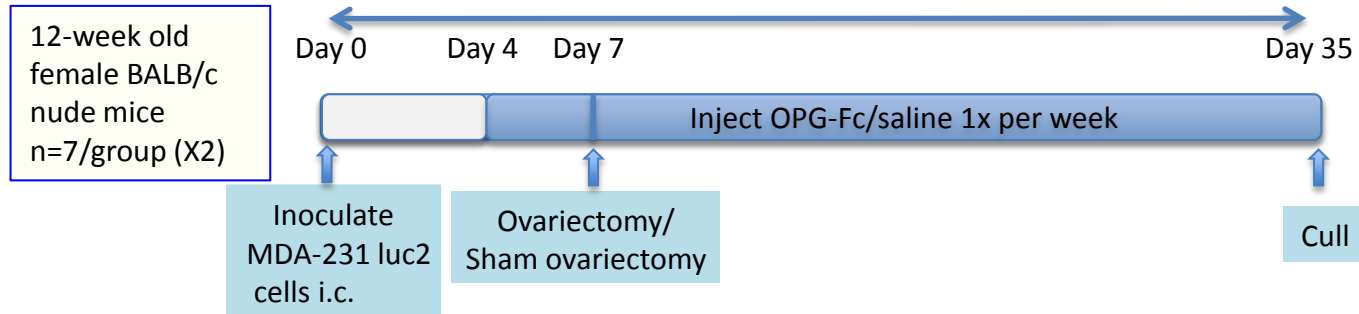 12-week old
female BALB/c
nude mice
n=7/group (X2)
Day 0
Day 4
Day 7
Day 35
Inject OPG-Fc/saline 1x per week
Inoculate
MDA-231 luc2
cells i.c.
Ovariectomy/
Sham ovariectomy
Cull